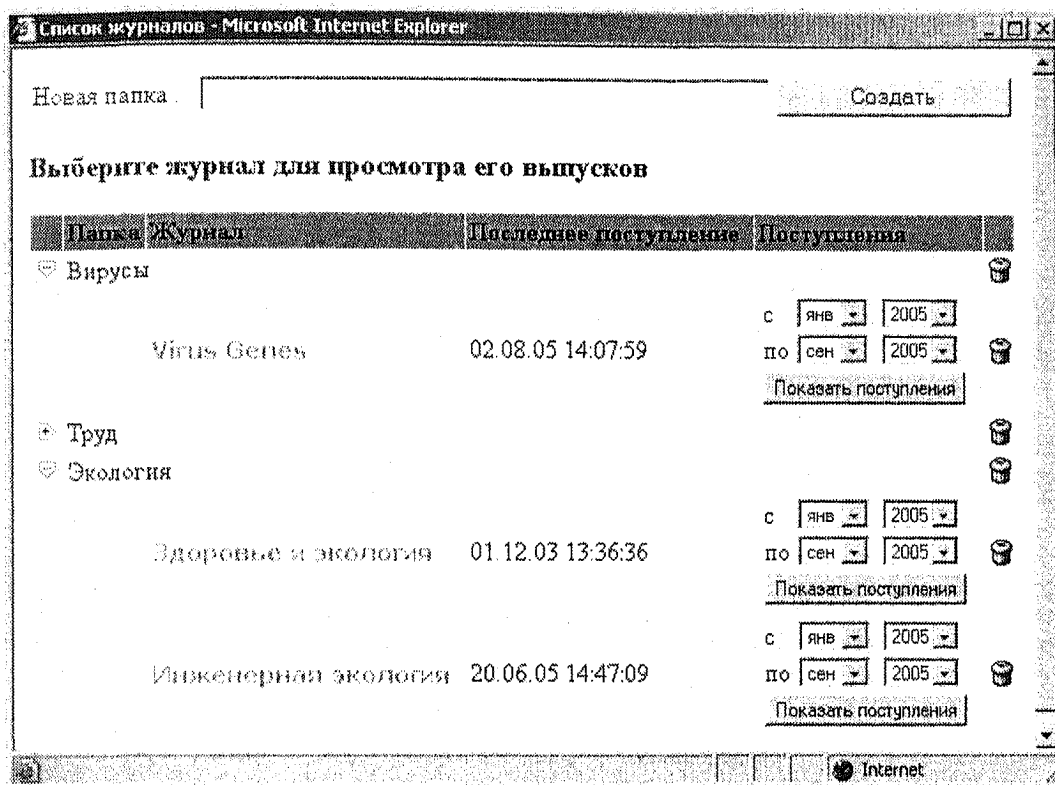 Список журналов - Microsoft Internet Explorer
Новая папка Создать
Выберите журнал для просмотра его выпусков
Папка Журнал Последнее поступление Поступления
Вирусы
с янв 2005
Virus Genes 02.08.05 14:07:59 по сен 2005
Показать поступления
Труд
Экология
с янв 2005
Здоровье и экология 01.12.03 13:36:36 по сен 2005
Показать поступления
с янв 2005
Инженерная экология 20.06.05 14:47:09 по сен 2005
Показать поступления
Internet